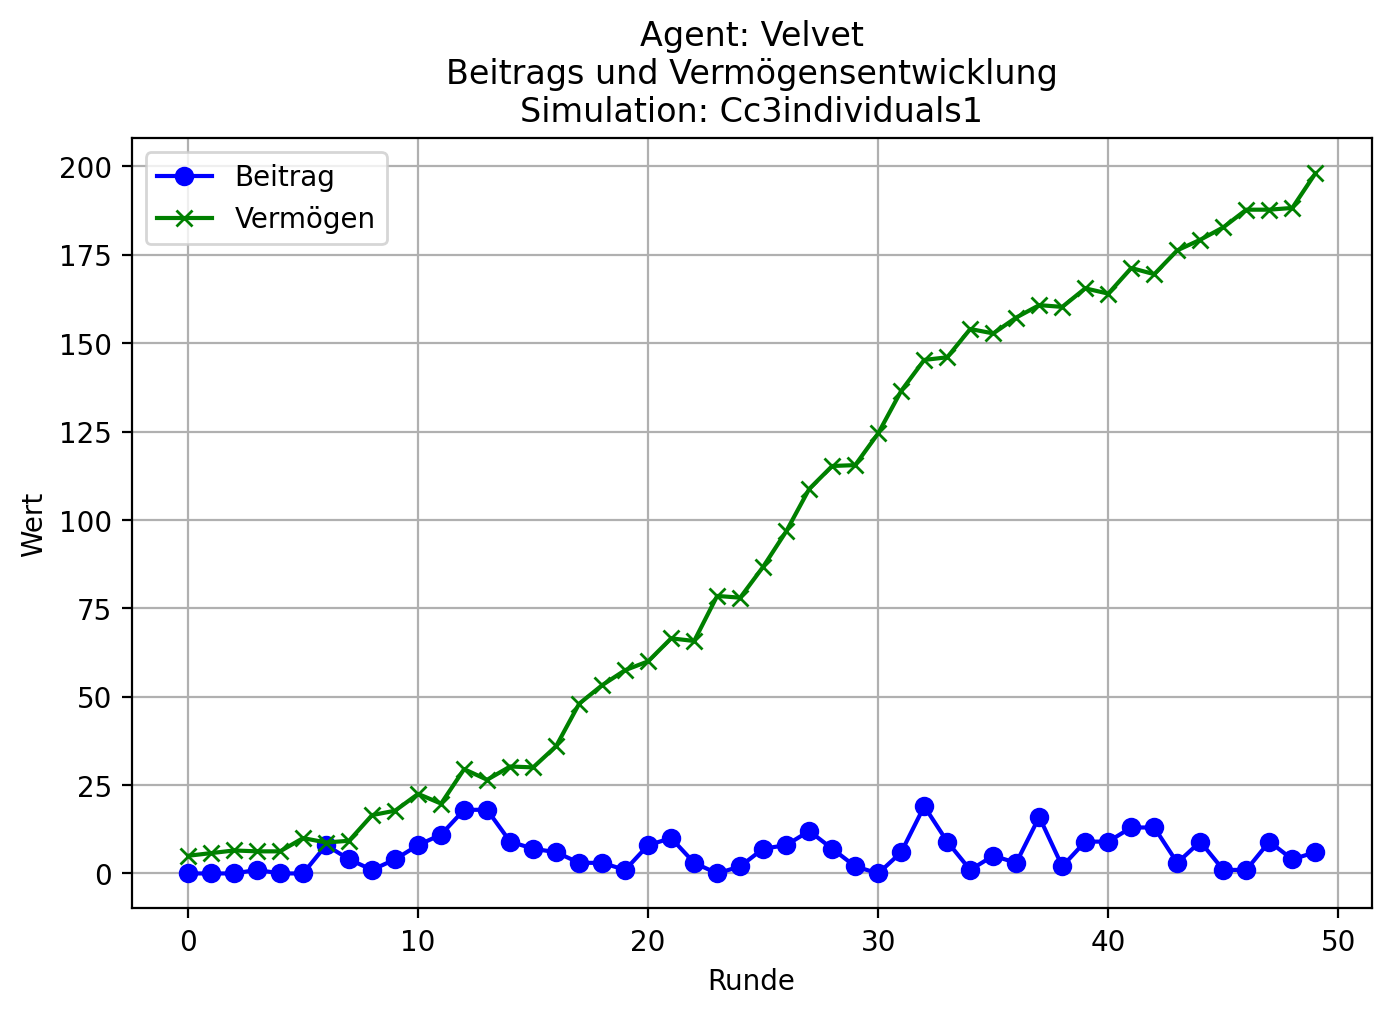 Agent: Velvet
Beitrags und Vermögensentwicklung
Simulation: Cc3individuals1
Beitrag
Vermögen
200
175
150
125
100
75
50
25
0
Wert
0 10 20 30 40 50
Runde